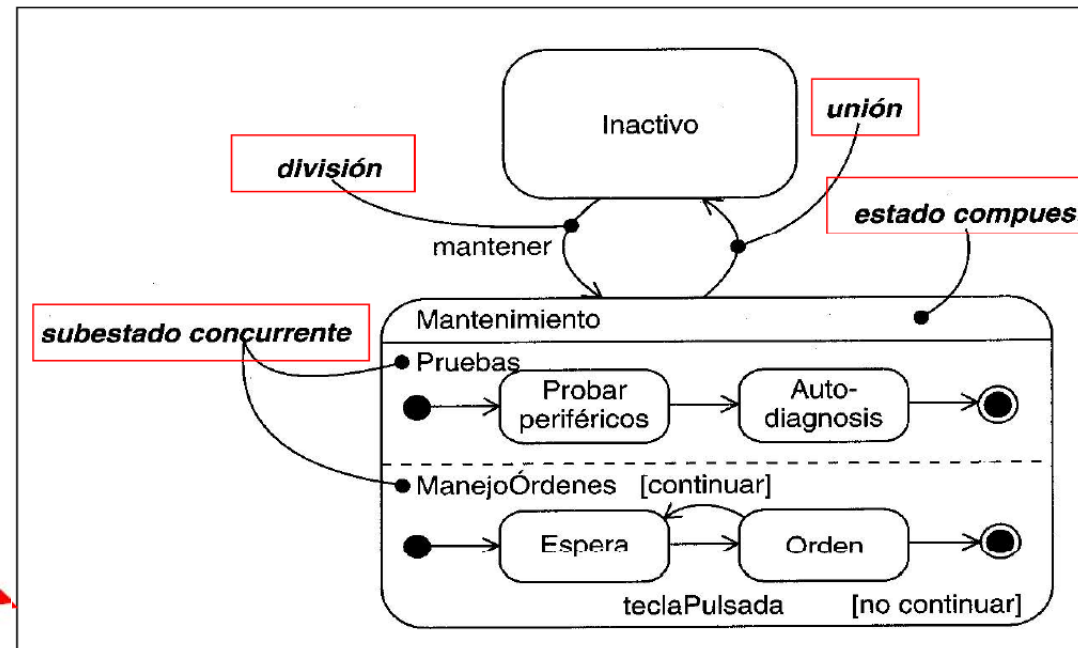 Inactivo
unión
división
estado compues
mantener
Mantenimiento
subestado concurrente
Pruebas
Probar
periféricos
Auto-
diagnosis
ManejoÓrdenes [continuar]
Espera
Orden
teclaPulsada [no continuar]